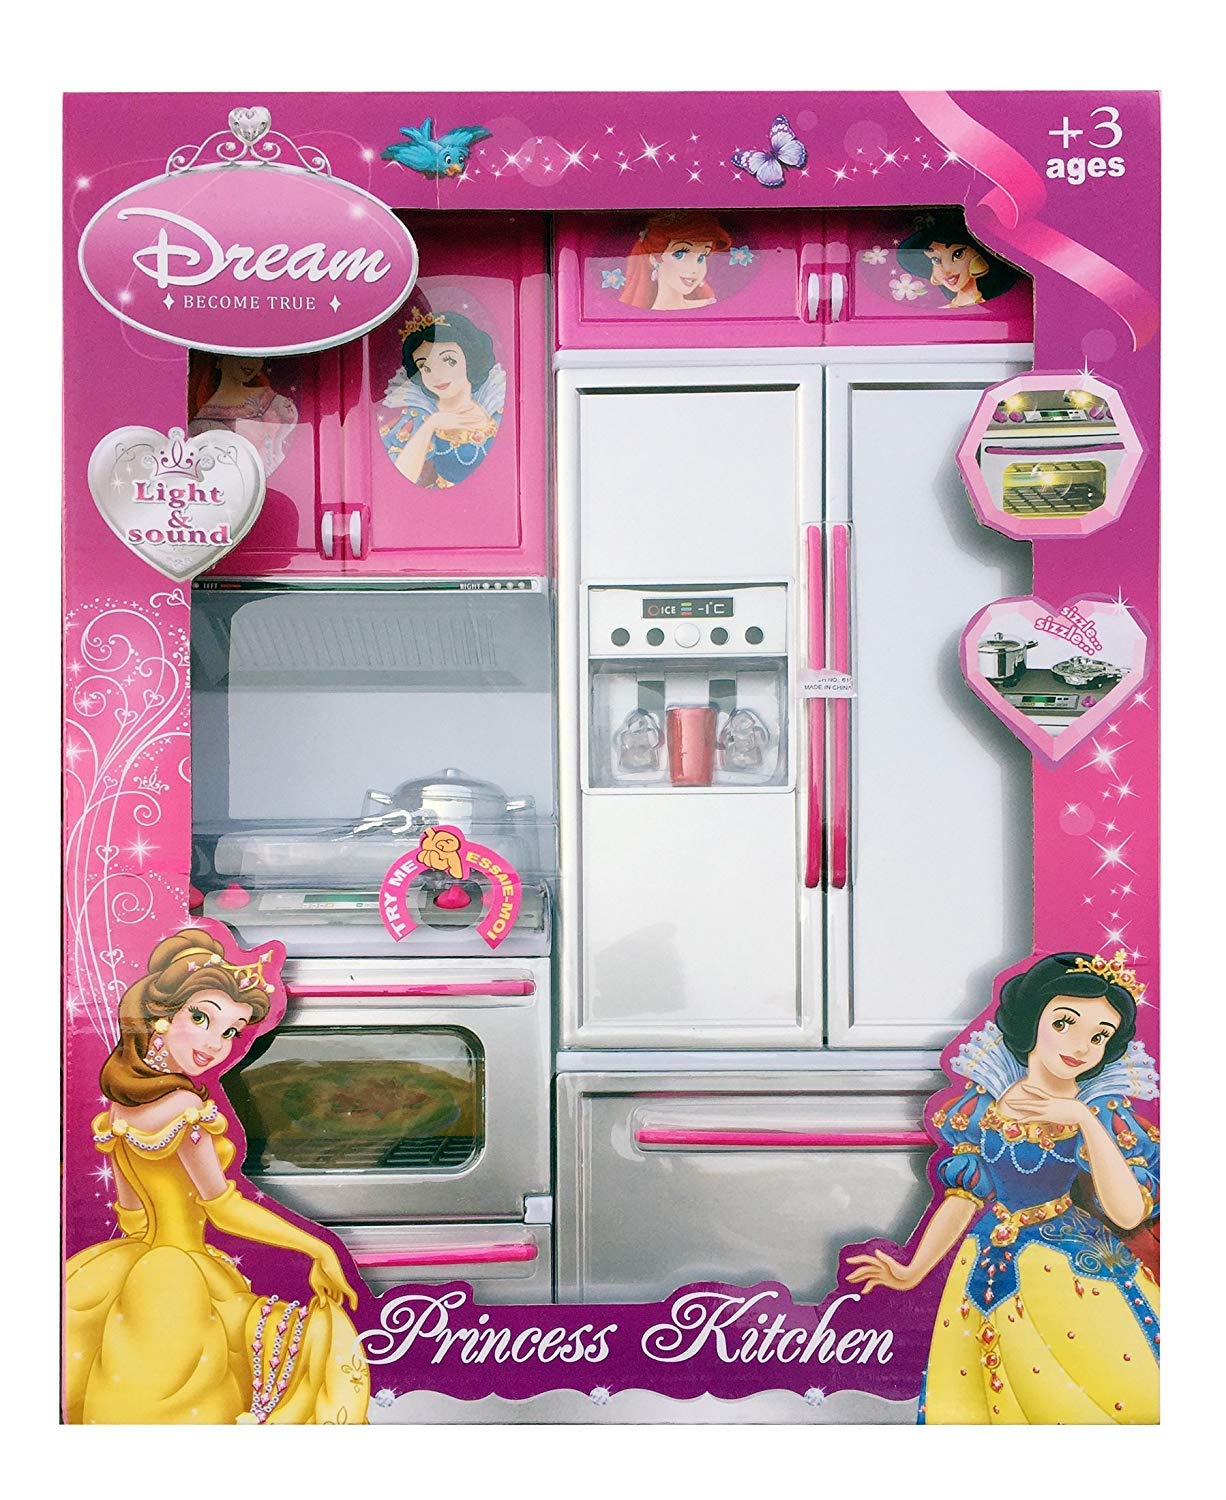 +3
ages
Dream
BECOME TRUE
Light
&
sound
LEFT
RIGHT
ICE -1°C
sizzle...
sizzle...
MADE IN CHINA
TRY ME
ESSAIE-MOI
Princess Kitchen